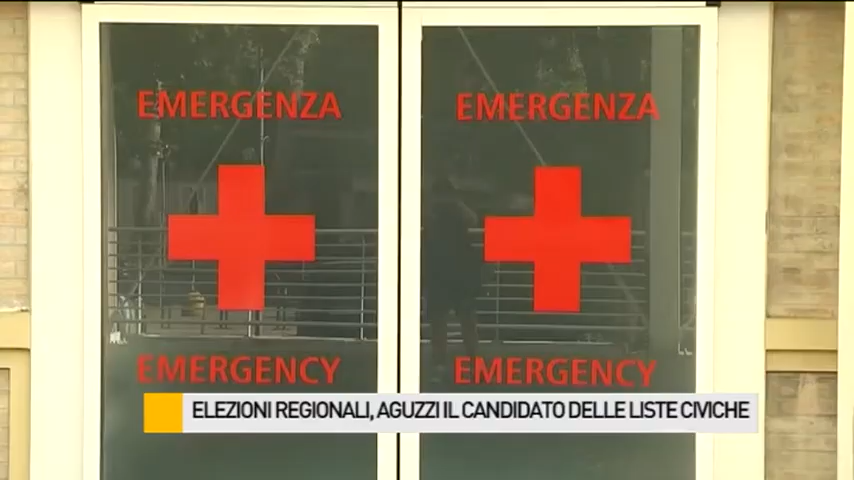 EMERGENZA
EMERGENZA
EMERGENCY
EMERGENCY
ELEZIONI REGIONALI, AGUZZI IL CANDIDATO DELLE LISTE CIVICHE